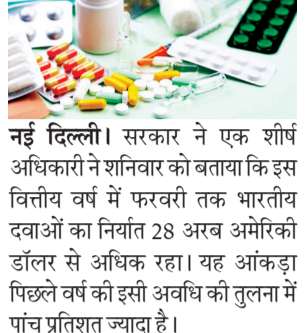 नई दिल्ली। सरकार ने एक शीर्ष
अधिकारी ने शनिवार को बताया कि इस
वित्तीय वर्ष में फरवरी तक भारतीय
दवाओं का निर्यात 28 अरब अमेरिकी
डॉलर से अधिक रहा। यह आंकड़ा
पिछले वर्ष की इसी अवधि की तुलना में
पांच प्रतिशत ज्यादा है।